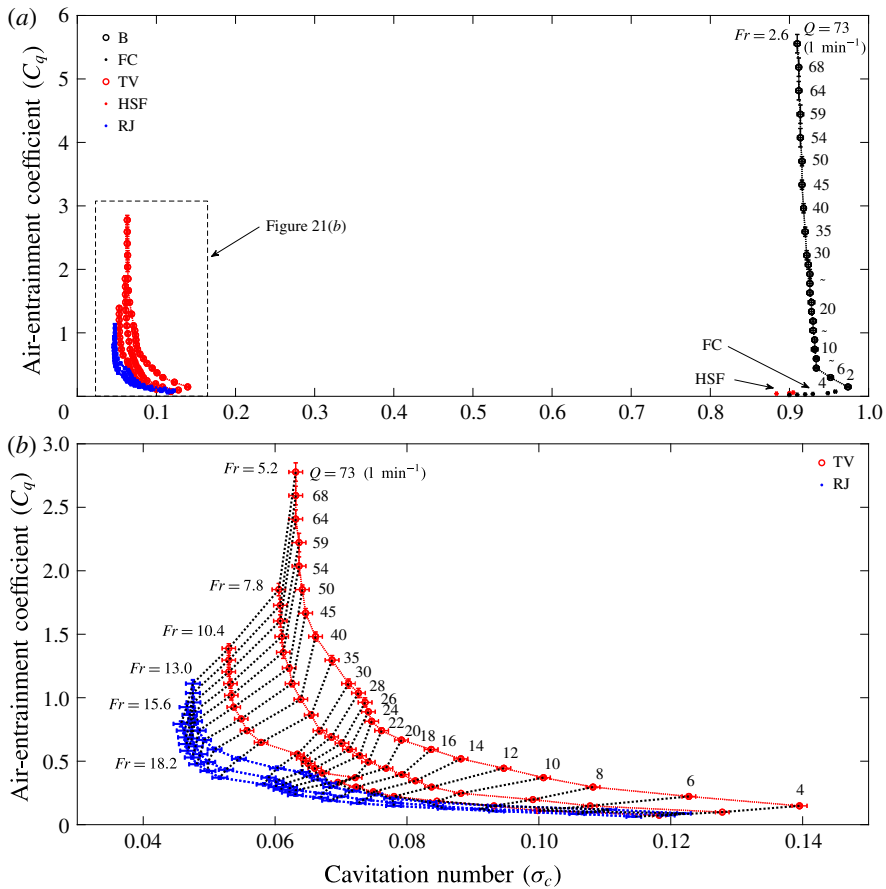 (a)
6
5
4
3
2
1
Air-entrainment coefficient (Cq)
B
FC
TV
HSF
RJ
Figure 21(b)
Fr = 2.6
Q = 73
(l min−1)
68
64
59
54
50
45
40
35
30
~
20
~
10
6
2
4
FC
HSF
0
0.1
0.2
0.3
0.4
0.5
0.6
0.7
0.8
0.9
1.0
(b)
3.0
2.5
2.0
1.5
1.0
0.5
0
Air-entrainment coefficient (Cq)
TV
RJ
Fr = 5.2
Q = 73 (l min−1)
68
64
59
54
Fr = 7.8
50
45
Fr = 10.4
40
35
Fr = 13.0
30
28
Fr = 15.6
26
24
22
20
18
16
14
12
10
8
6
4
Fr = 18.2
0.04
0.06
0.08
0.10
0.12
0.14
Cavitation number (σc)